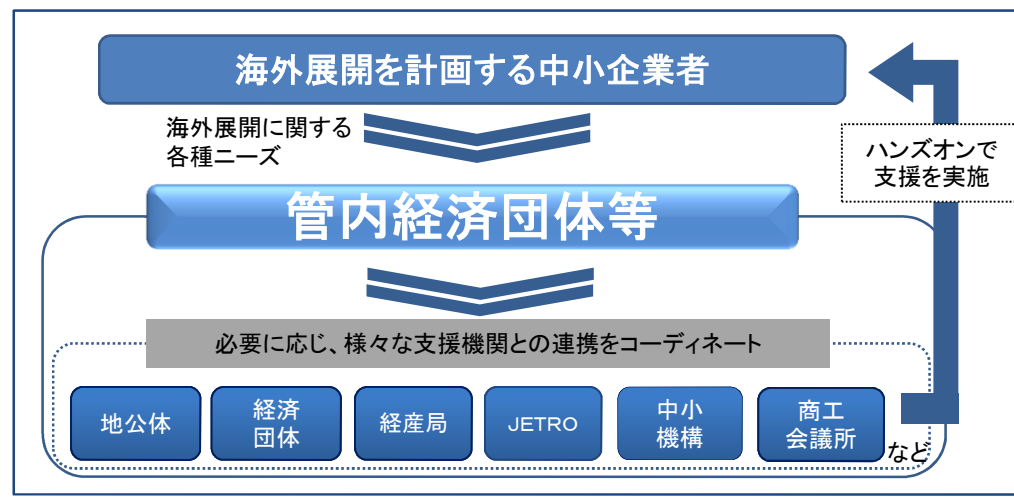 海外展開を計画する中小企業者
海外展開に関する
各種ニーズ
ハンズオンで
支援を実施
管内経済団体等
必要に応じ、様々な支援機関との連携をコーディネート
地公体
経済
団体
経産局
JETRO
中小
機構
商工
会議所
など